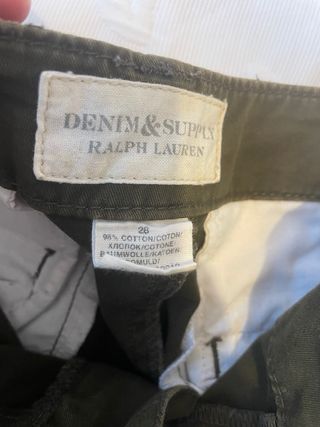 DENIM&SUPPLY
RALPH LAUREN
28
98% COTTON/COTON/
ХЛОПОК/COTONE
BAUMWOLLE/KATOEN